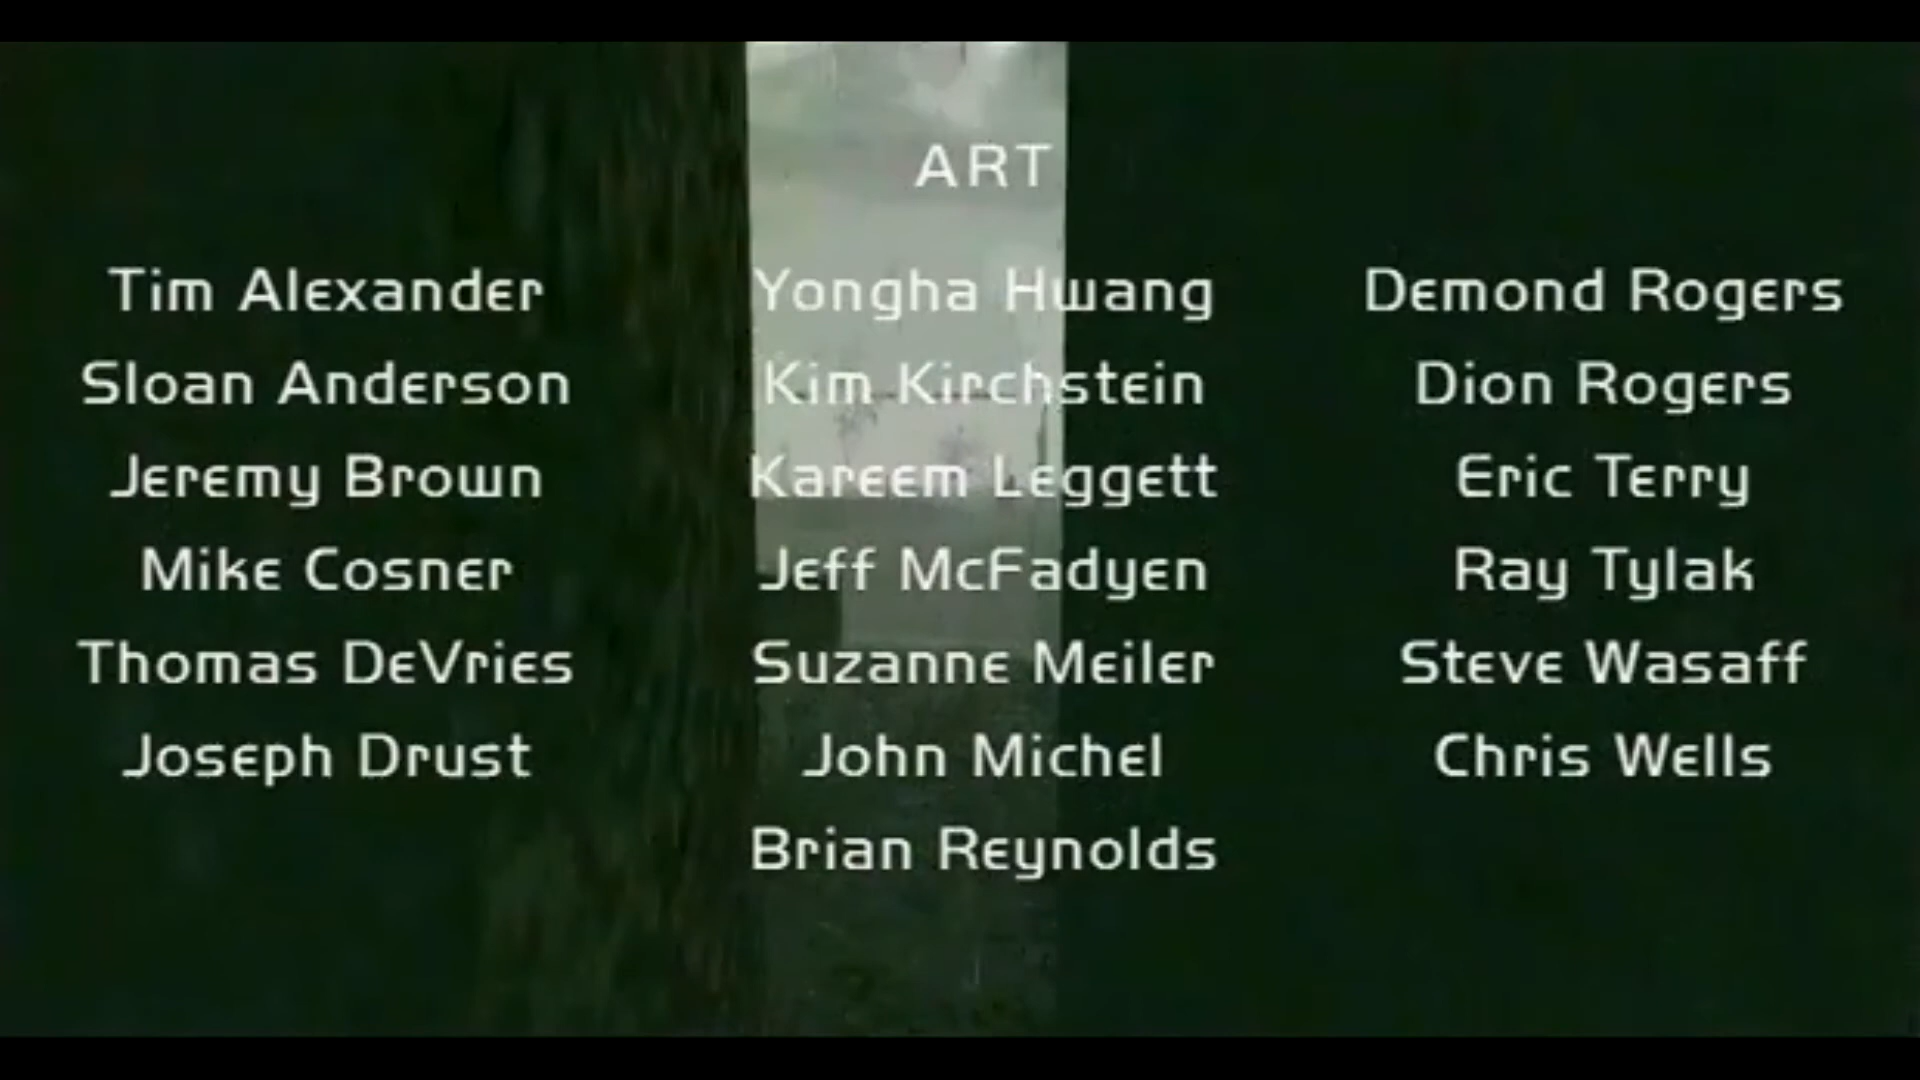 ART
Tim Alexander
Sloan Anderson
Jeremy Brown
Mike Cosner
Thomas DeVries
Joseph Drust
Yongha Hwang
Kim Kirchstein
Kareem Leggett
Jeff McFadyen
Suzanne Meiler
John Michel
Brian Reynolds
Demond Rogers
Dion Rogers
Eric Terry
Ray Tylak
Steve Wasaff
Chris Wells